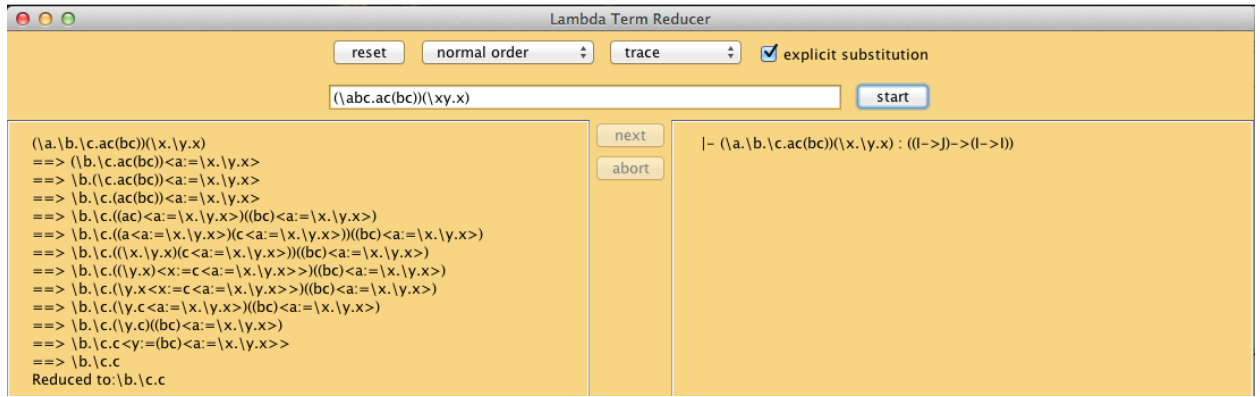 Lambda Term Reducer
reset normal order trace explicit substitution
(\abc.ac(bc))(\xy.x) start
(\a.\b.\c.ac(bc))(\x.\y.x)
==> (\b.\c.ac(bc))<a:=\x.\y.x>
==> \b.(\c.ac(bc))<a:=\x.\y.x>
==> \b.\c.(ac(bc))<a:=\x.\y.x>
==> \b.\c.((ac)<a:=\x.\y.x>)((bc)<a:=\x.\y.x>)
==> \b.\c.((a<a:=\x.\y.x>)(c<a:=\x.\y.x>))((bc)<a:=\x.\y.x>)
==> \b.\c.((\x.\y.x)(c<a:=\x.\y.x>))((bc)<a:=\x.\y.x>)
==> \b.\c.((\y.x)<x:=c<a:=\x.\y.x>>)((bc)<a:=\x.\y.x>)
==> \b.\c.(\y.x<x:=c<a:=\x.\y.x>>)((bc)<a:=\x.\y.x>)
==> \b.\c.(\y.c<a:=\x.\y.x>)((bc)<a:=\x.\y.x>)
==> \b.\c.(\y.c)((bc)<a:=\x.\y.x>)
==> \b.\c.c<y:=(bc)<a:=\x.\y.x>>
==> \b.\c.c
Reduced to:\b.\c.c
next
abort
|- (\a.\b.\c.ac(bc))(\x.\y.x) : ((I->J)->(I->I))